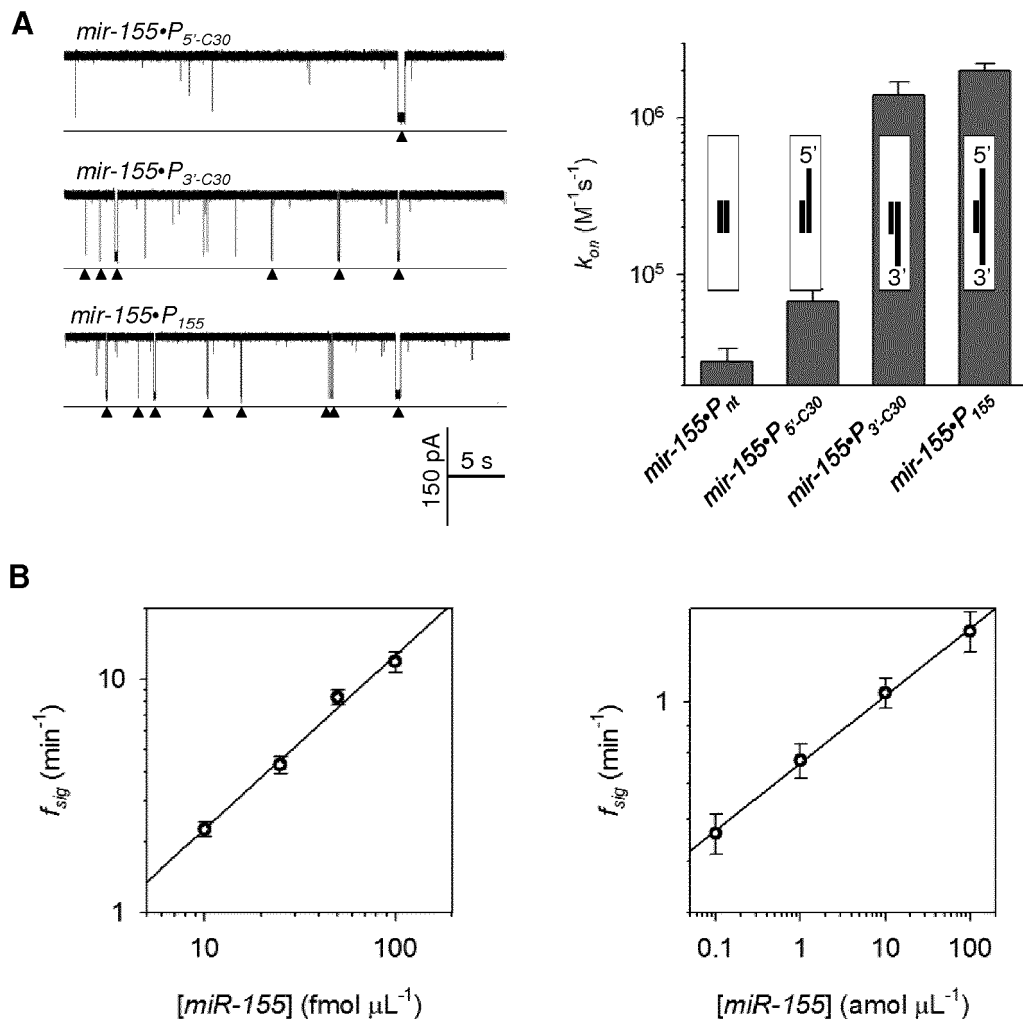 A
mir-155•P5'-C30
mir-155•P3'-C30
mir-155•P155
150 pA
5 s
kon (M-1s-1)
10^6
10^5
5'
3'
5'
3'
mir-155•Pnt
mir-155•P5'-C30
mir-155•P3'-C30
mir-155•P155
B
fsig (min-1)
10
1
10
100
[miR-155] (fmol μL-1)
fsig (min-1)
1
0.1
1
10
100
[miR-155] (amol μL-1)